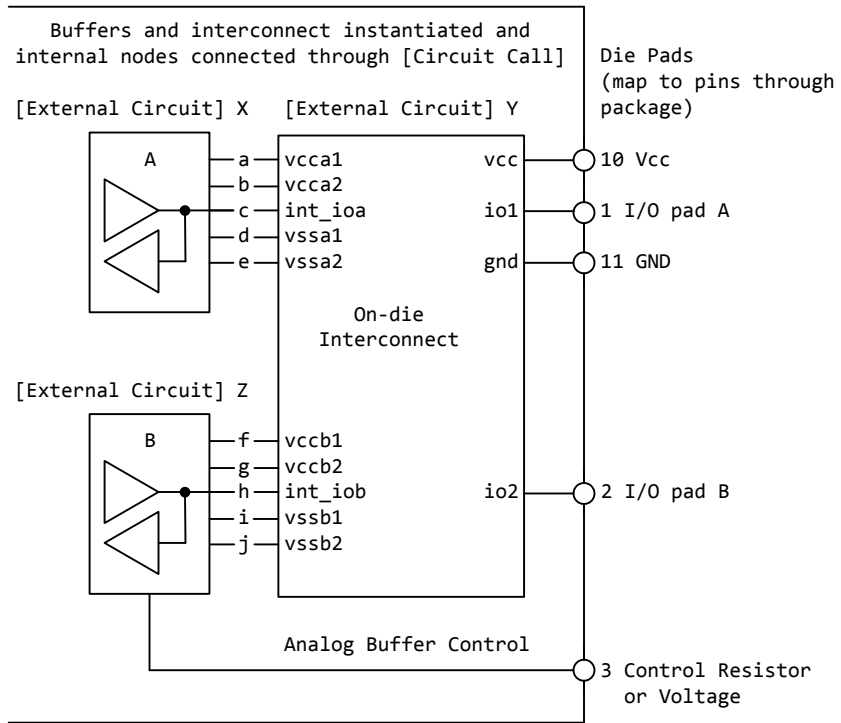 Buffers and interconnect instantiated and
internal nodes connected through [Circuit Call]
Die Pads
(map to pins through
package)
[External Circuit] X
[External Circuit] Y
A
a
vcca1
vcc
10 Vcc
b
vcca2
c
int_ioa
io1
1 I/O pad A
d
vssa1
e
vssa2
gnd
11 GND
On-die
Interconnect
[External Circuit] Z
B
f
vccb1
g
vccb2
h
int_iob
io2
2 I/O pad B
i
vssb1
j
vssb2
Analog Buffer Control
3 Control Resistor
or Voltage